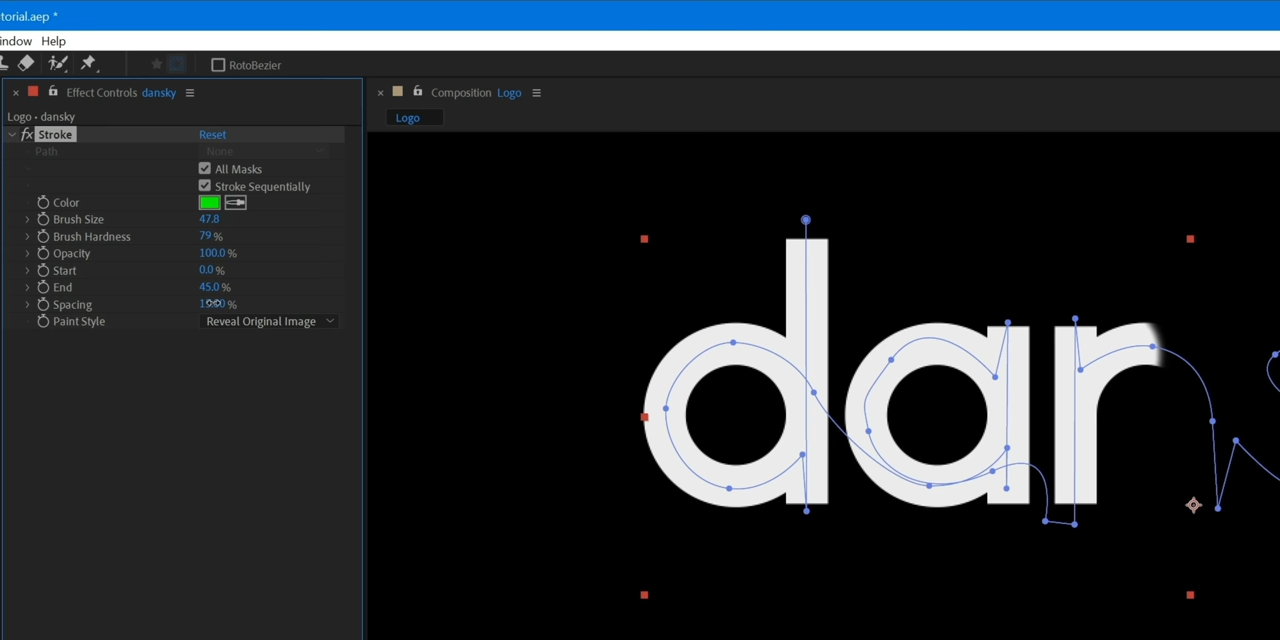 torial.aep *
indow Help
RotoBezier
× Effect Controls dansky
Logo • dansky
fx Stroke Reset
Path None
All Masks
Stroke Sequentially
Color
Brush Size 47.8
Brush Hardness 79 %
Opacity 100.0 %
Start 0.0 %
End 45.0 %
Spacing %
Paint Style Reveal Original Image
× Composition Logo
Logo
dar